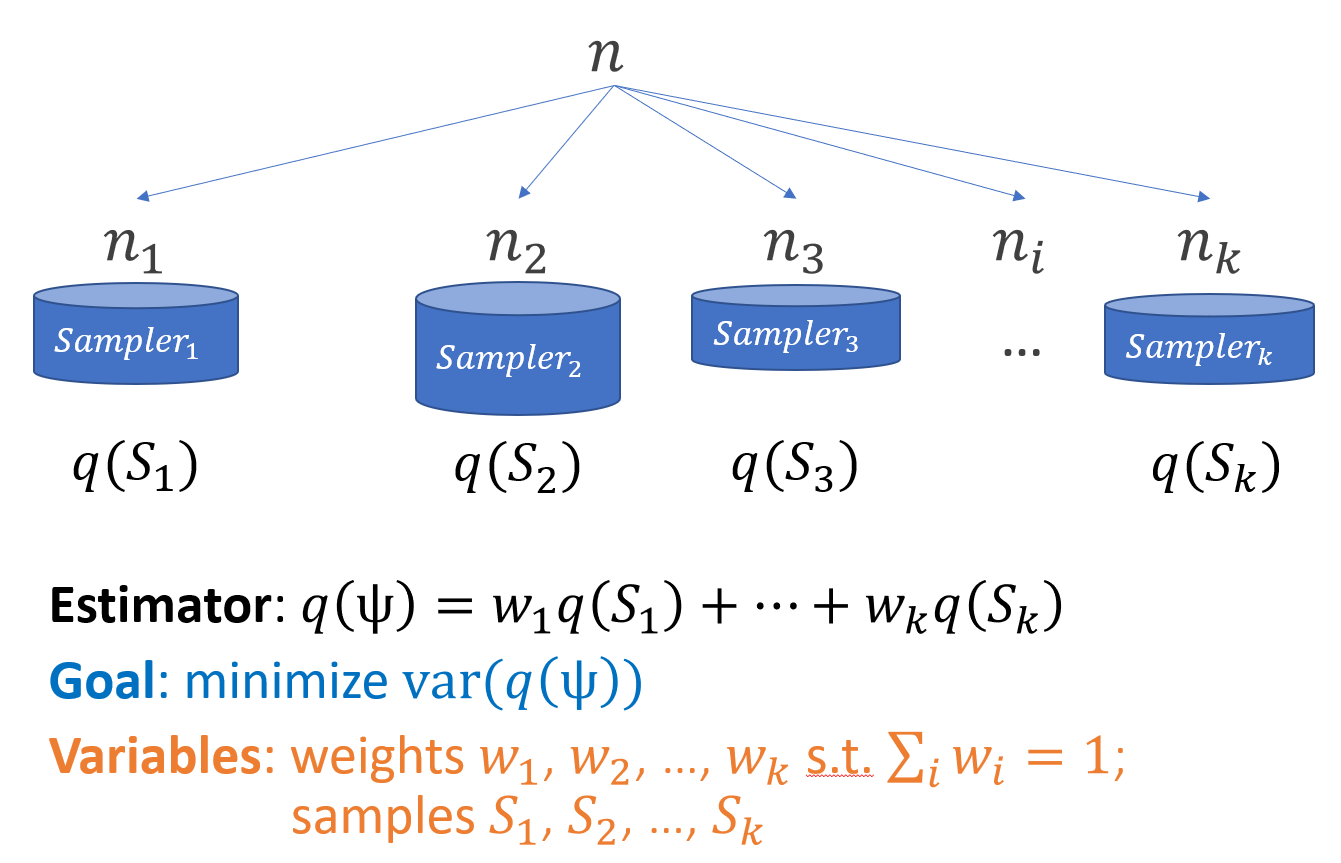 n
n₁ n₂ n₃ nᵢ nₖ
Sampler₁ Sampler₂ Sampler₃ ... Samplerₖ
q(S₁) q(S₂) q(S₃) q(Sₖ)
Estimator: q(ψ) = w₁q(S₁) + ⋯ + wₖq(Sₖ)
Goal: minimize var(q(ψ))
Variables: weights w₁, w₂, ..., wₖ s.t. ∑ᵢ wᵢ = 1;
samples S₁, S₂, ..., Sₖ